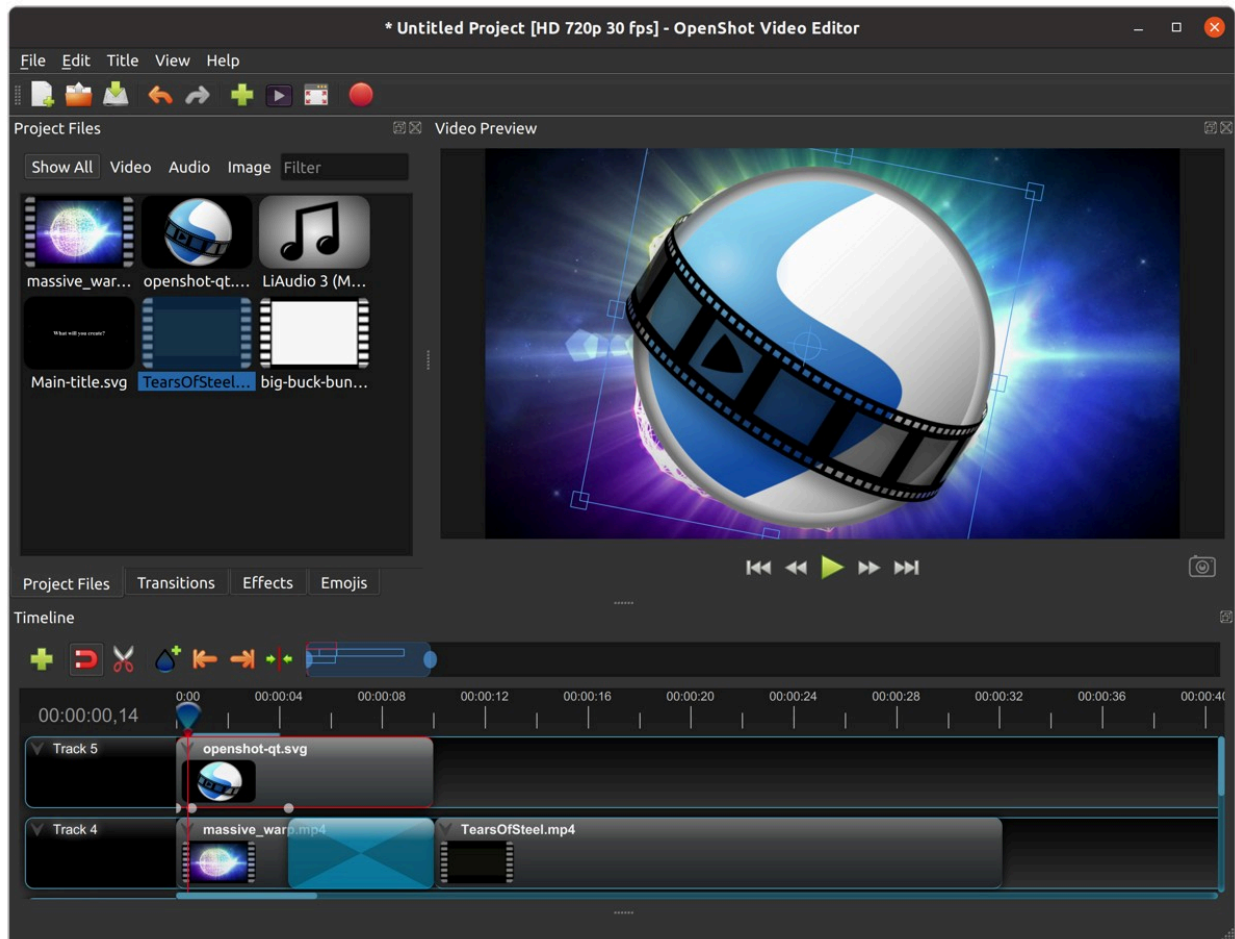 * Untitled Project [HD 720p 30 fps] - OpenShot Video Editor
File Edit Title View Help
Project Files
Video Preview
Show All Video Audio Image Filter
massive_war... openshot-qt.... LiAudio 3 (M...
What will you create?
Main-title.svg TearsOfSteel... big-buck-bun...
Project Files Transitions Effects Emojis
Timeline
0:00 00:00:04 00:00:08 00:00:12 00:00:16 00:00:20 00:00:24 00:00:28 00:00:32 00:00:36 00:00:40
00:00:00,14
Track 5 openshot-qt.svg
Track 4 massive_warp.mp4 TearsOfSteel.mp4